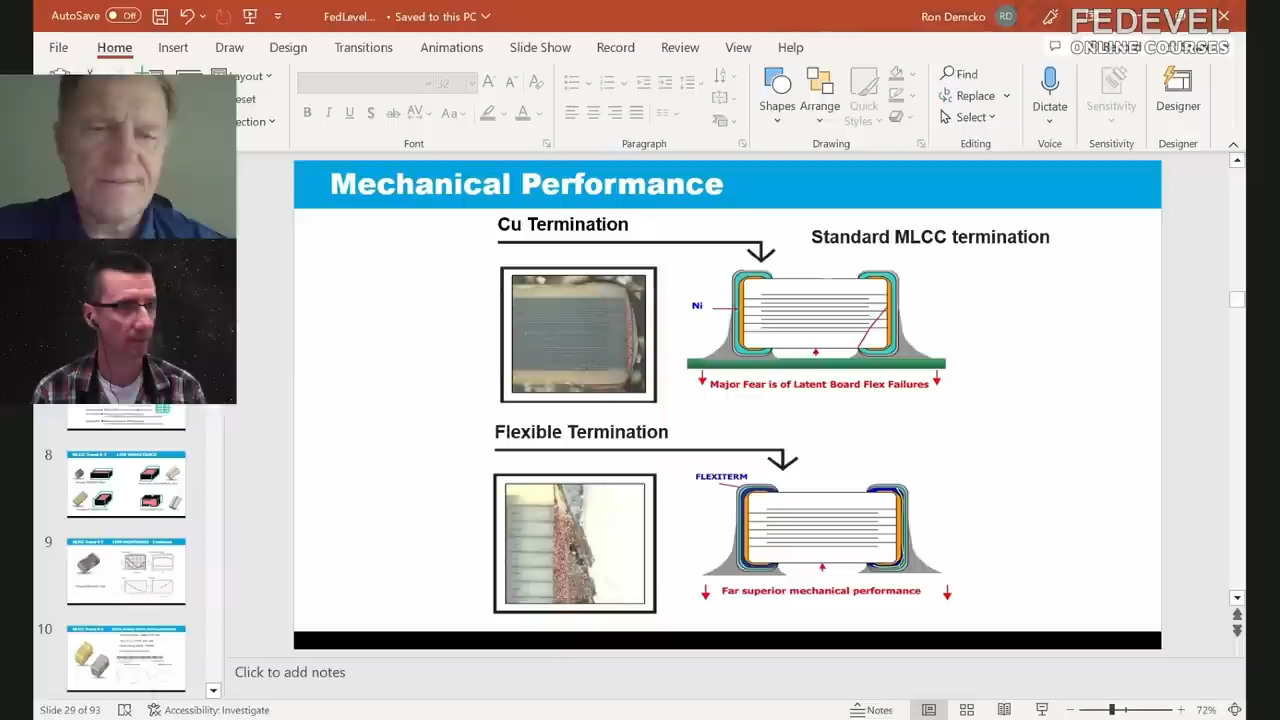 AutoSave
Off
FedLevel... • Saved to this PC
Ron Demcko
RD
FEDEVEL
ONLINE COURSES
File
Home
Insert
Draw
Design
Transitions
Animations
Slide Show
Record
Review
View
Help
32
Font
Paragraph
Shapes
Arrange
Quick
Styles
Drawing
Find
Replace
Select
Editing
Dictate
Voice
Sensitivity
Sensitivity
Designer
Designer
Mechanical Performance
Cu Termination
Standard MLCC termination
Ni
Major Fear is of Latent Board Flex Failures
Flexible Termination
FLEXITERM
Far superior mechanical performance
8
9
10
Click to add notes
Slide 29 of 93
Accessibility: Investigate
Notes
72%